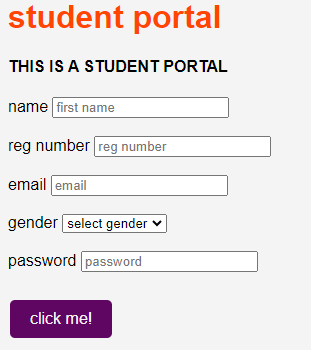 student portal
THIS IS A STUDENT PORTAL
name first name
reg number reg number
email email
gender select gender
password password
click me!